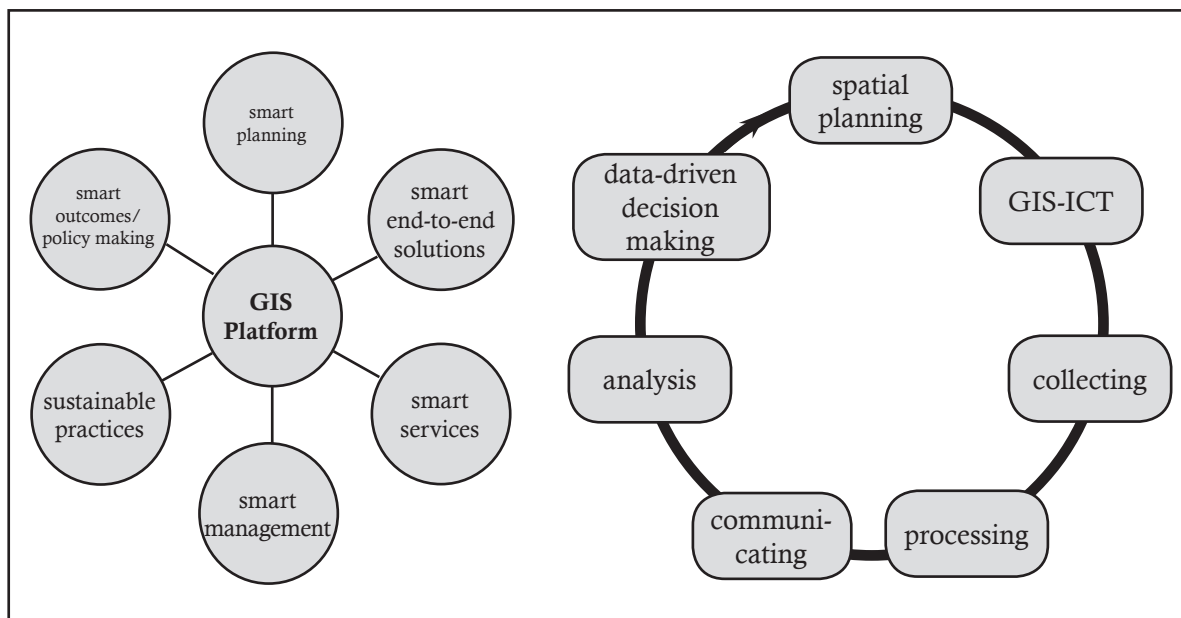 smart
planning
smart
end-to-end
solutions
smart
services
smart
management
sustainable
practices
smart
outcomes/
policy making
GIS
Platform
spatial
planning
GIS-ICT
collecting
processing
communi-
cating
analysis
data-driven
decision
making